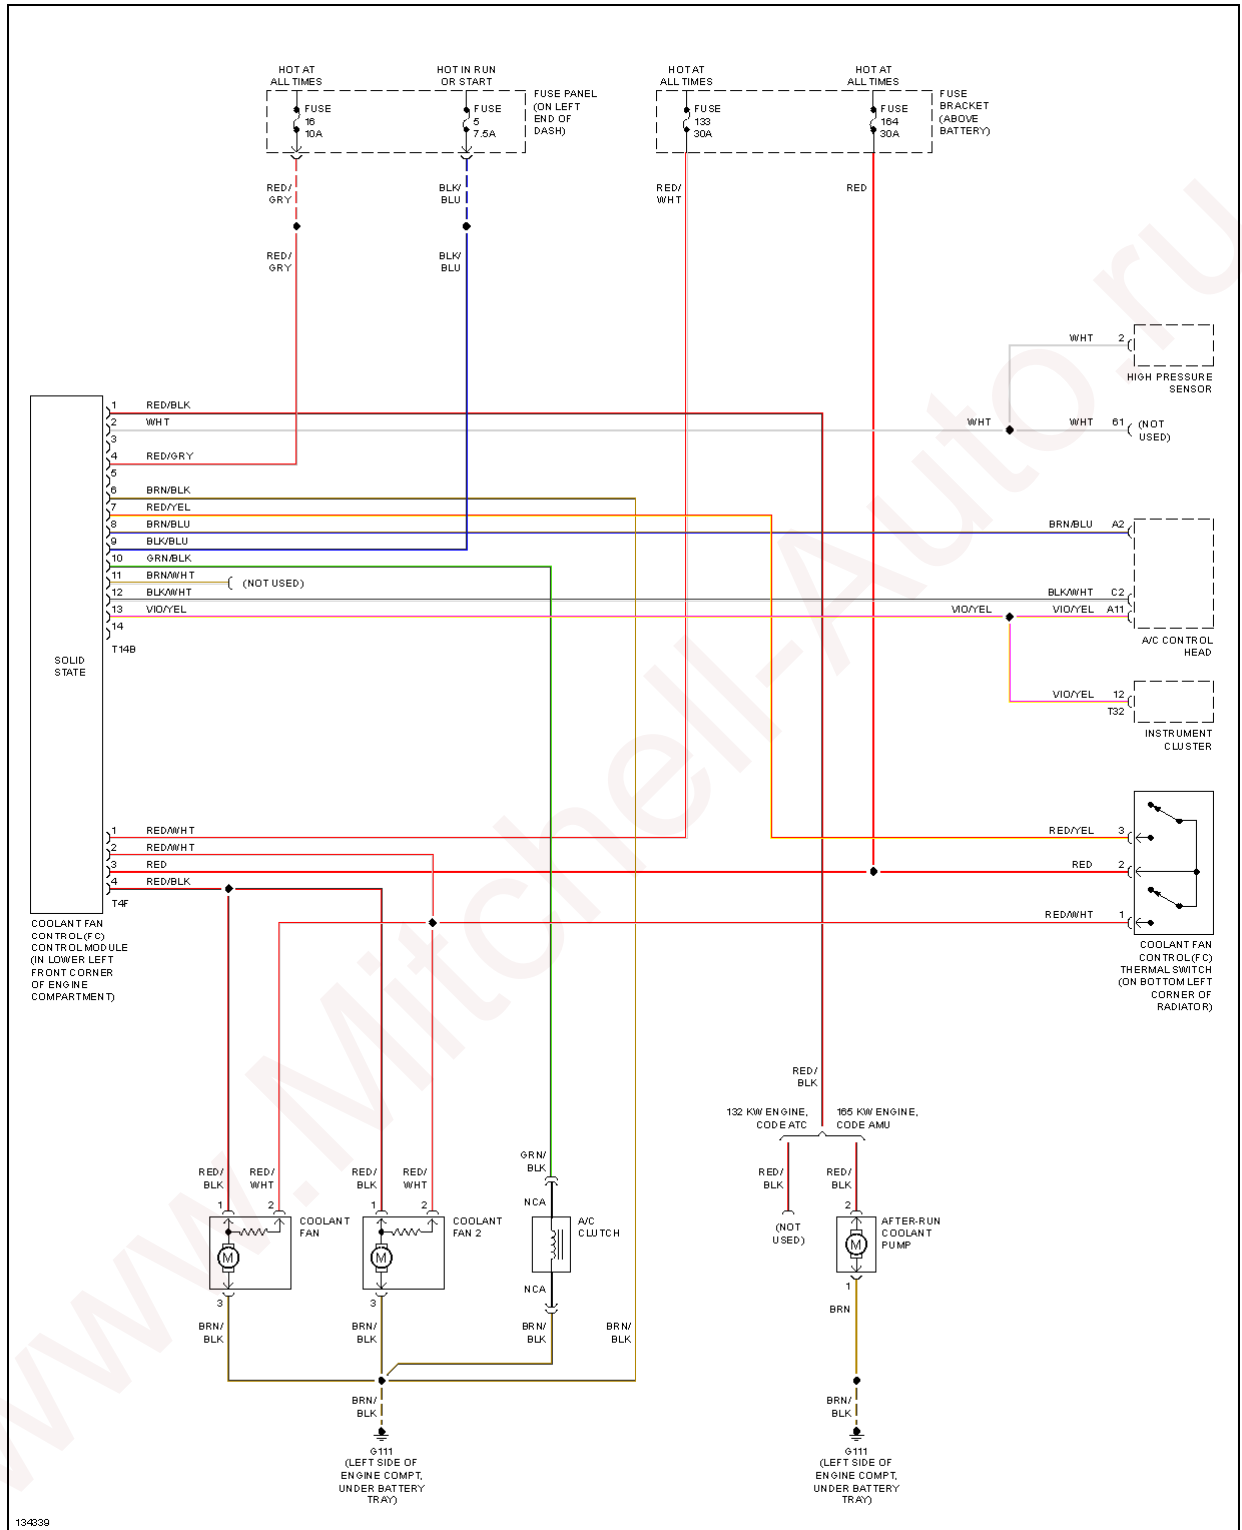 HOT AT
ALL TIMES
HOT IN RUN
OR START
HOT AT
ALL TIMES
HOT AT
ALL TIMES
FUSE
16
10A
FUSE
5
7.5A
FUSE PANEL
(ON LEFT
END OF
DASH)
FUSE
133
30A
FUSE
164
30A
FUSE
BRACKET
(ABOVE
BATTERY)
RED/
GRY
BLK/
BLU
RED/
WHT
RED
RED/
GRY
BLK/
BLU
WHT 2
HIGH PRESSURE
SENSOR
1 RED/BLK
2 WHT
WHT
WHT 61 (NOT
USED)
3
4 RED/GRY
5
6 BRN/BLK
7 RED/YEL
8 BRN/BLU
BRN/BLU A2
9 BLK/BLU
10 GRN/BLK
11 BRN/WHT (NOT USED)
12 BLK/WHT
BLK/WHT C2
13 VIO/YEL
VIO/YEL
VIO/YEL A11
14
T14B
A/C CONTROL
HEAD
SOLID
STATE
VIO/YEL 12
T32
INSTRUMENT
CLUSTER
1 RED/WHT
RED/YEL 3
2 RED/WHT
3 RED
RED 2
4 RED/BLK
T4F
RED/WHT 1
COOLANT FAN
CONTROL (FC)
CONTROL MODULE
(IN LOWER LEFT
FRONT CORNER
OF ENGINE
COMPARTMENT)
COOLANT FAN
CONTROL (FC)
THERMAL SWITCH
(ON BOTTOM LEFT
CORNER OF
RADIATOR)
RED/
BLK
132 KW ENGINE,
CODE ATC
165 KW ENGINE,
CODE AMU
RED/
BLK
1
RED/
WHT
2
RED/
BLK
1
RED/
WHT
2
GRN/
BLK
NCA
RED/
BLK
RED/
BLK
2
COOLANT
FAN
M
COOLANT
FAN 2
M
A/C
CLUTCH
(NOT
USED)
AFTER-RUN
COOLANT
PUMP
M
3
3
NCA
1
BRN
BRN/
BLK
BRN/
BLK
BRN/
BLK
BRN/
BLK
BRN/
BLK
BRN/
BLK
G111
(LEFT SIDE OF
ENGINE COMPT,
UNDER BATTERY
TRAY)
G111
(LEFT SIDE OF
ENGINE COMPT,
UNDER BATTERY
TRAY)
134339
www.Mitchell-Auto.ru